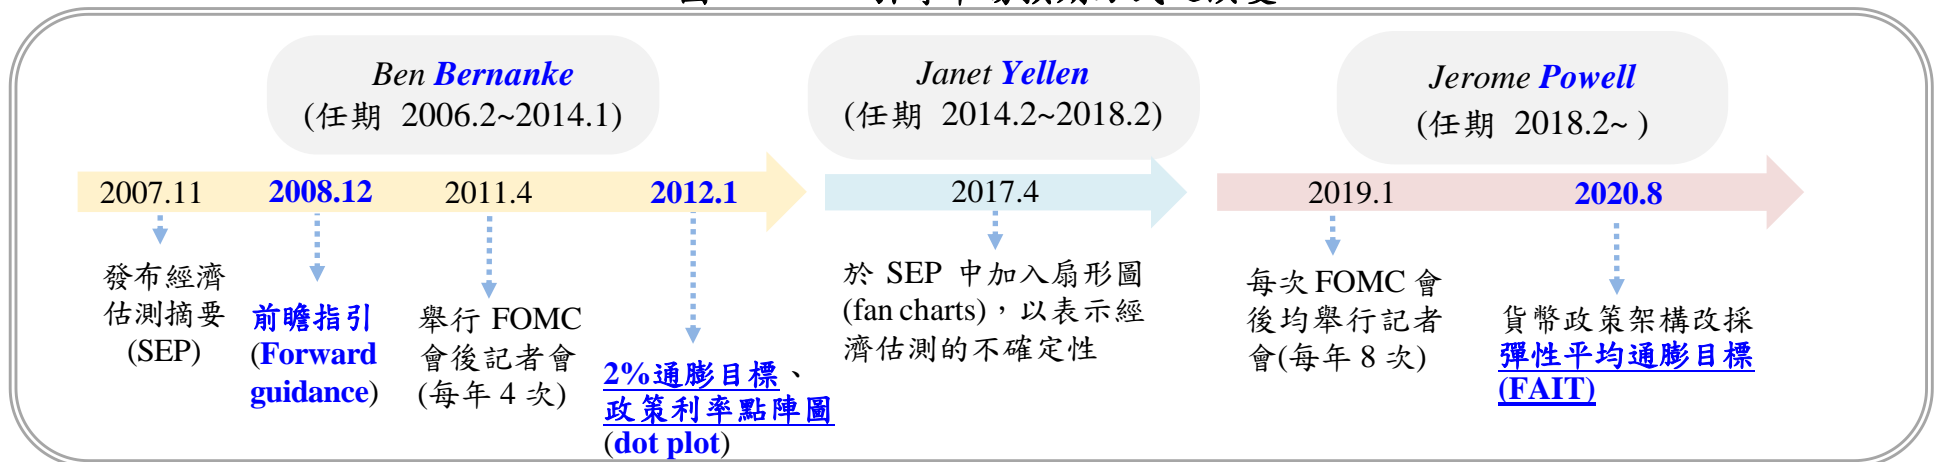 Ben Bernanke
(任期 2006.2~2014.1)
Janet Yellen
(任期 2014.2~2018.2)
Jerome Powell
(任期 2018.2~ )
2007.11
2008.12
2011.4
2012.1
2017.4
2019.1
2020.8
發布經濟
估測摘要
(SEP)
前瞻指引
(Forward
guidance)
舉行 FOMC
會後記者會
(每年 4 次)
2%通膨目標、
政策利率點陣圖
(dot plot)
於 SEP 中加入扇形圖
(fan charts)，以表示經
濟估測的不確定性
每次 FOMC 會
後均舉行記者
會(每年 8 次)
貨幣政策架構改採
彈性平均通膨目標
(FAIT)